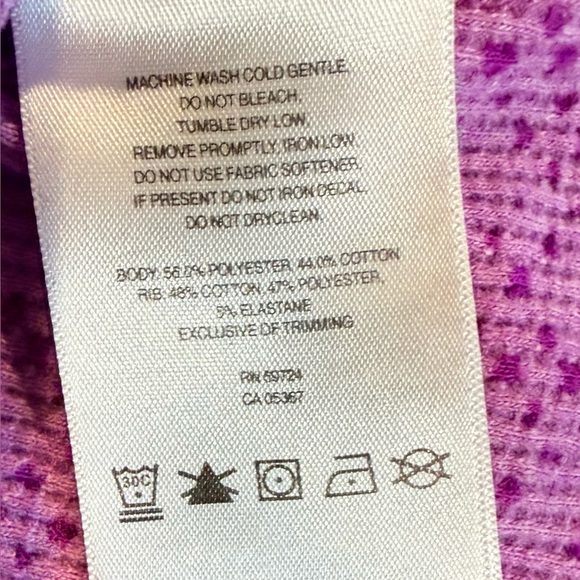 MACHINE WASH COLD GENTLE,
DO NOT BLEACH,
TUMBLE DRY LOW,
REMOVE PROMPTLY, IRON LOW,
DO NOT USE FABRIC SOFTENER,
IF PRESENT DO NOT IRON DECAL,
DO NOT DRYCLEAN,
BODY: 56.0% POLYESTER, 44.0% COTTON
RIB: 48% COTTON, 47% POLYESTER,
5% ELASTANE
EXCLUSIVE OF TRIMMING
RN 69724
CA 05367
30C